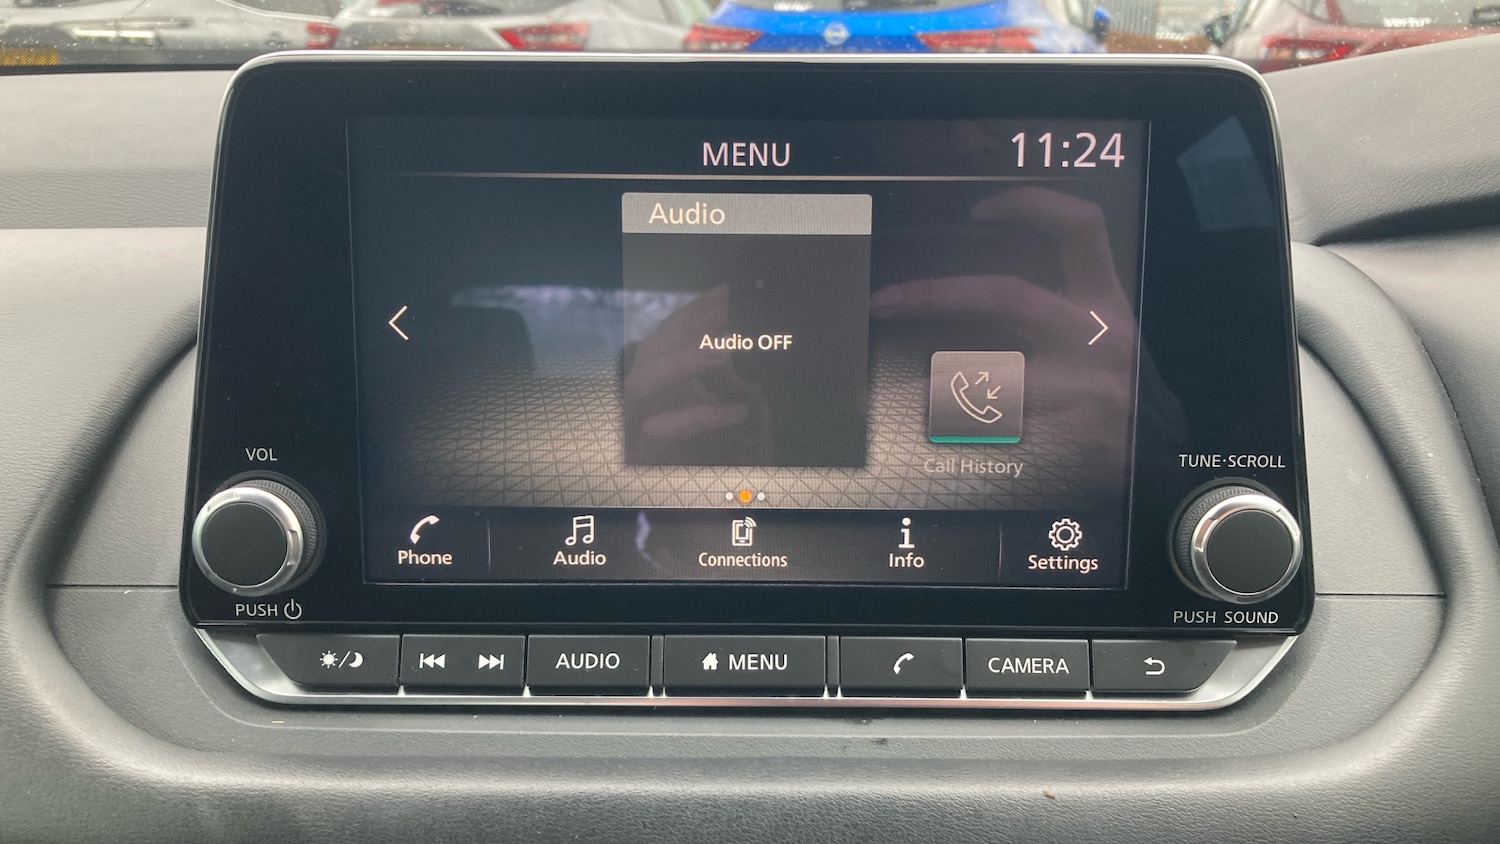 MENU
11:24
Audio
Audio OFF
Call History
VOL
TUNE·SCROLL
Phone
Audio
Connections
Info
Settings
PUSH
PUSH SOUND
AUDIO
MENU
CAMERA